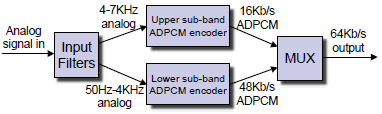 Analog
signal in
Input
Filters
4-7KHz
analog
50Hz-4KHz
analog
Upper sub-band
ADPCM encoder
Lower sub-band
ADPCM encoder
16Kb/s
ADPCM
48Kb/s
ADPCM
MUX
64Kb/s
output